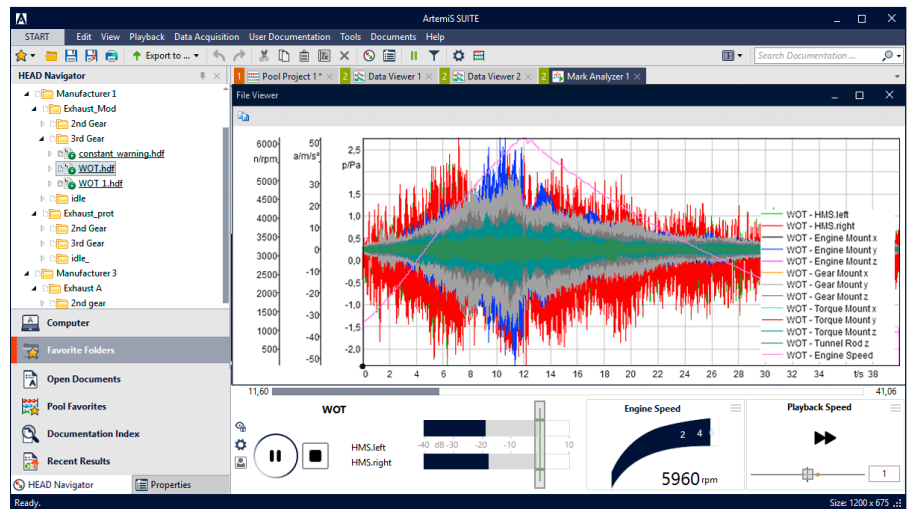 ArtemiS SUITE
START Edit View Playback Data Acquisition User Documentation Tools Documents Help
Export to ... Search Documentation ...
HEAD Navigator
1 Pool Project 1* 2 Data Viewer 1 2 Data Viewer 2 2 Mark Analyzer 1
File Viewer
Manufacturer 1
Exhaust_Mod
2nd Gear
3rd Gear
constant_warning.hdf
WOT.hdf
WOT 1.hdf
idle
Exhaust_prot
2nd Gear
3rd Gear
idle_
Manufacturer 3
Exhaust A
2nd gear
Computer
Favorite Folders
Open Documents
Pool Favorites
Documentation Index
Recent Results
HEAD Navigator Properties
6000 n/rpm 5000 4500 4000 3500 3000 2500 2000 1500 1000 500
50 a/m/s² 30 20 10 0 -10 -20 -30 -40 -50
2,5 p/Pa 1,5 1,0 0,5 0,0 -0,5 -1,0 -1,5 -2,0
WOT - HMS.left
WOT - HMS.right
WOT - Engine Mount x
WOT - Engine Mount y
WOT - Engine Mount z
WOT - Gear Mount x
WOT - Gear Mount y
WOT - Gear Mount z
WOT - Torque Mount x
WOT - Torque Mount y
WOT - Torque Mount z
WOT - Tunnel Rod z
WOT - Engine Speed
0 2 4 6 8 10 12 14 16 18 20 22 24 26 28 30 32 34 t/s 38
11,60 41,06
WOT
HMS.left
HMS.right
-40 dB -30 -20 -10 10
Engine Speed
2 4
5960 rpm
Playback Speed
1
Ready. Size: 1200 x 675